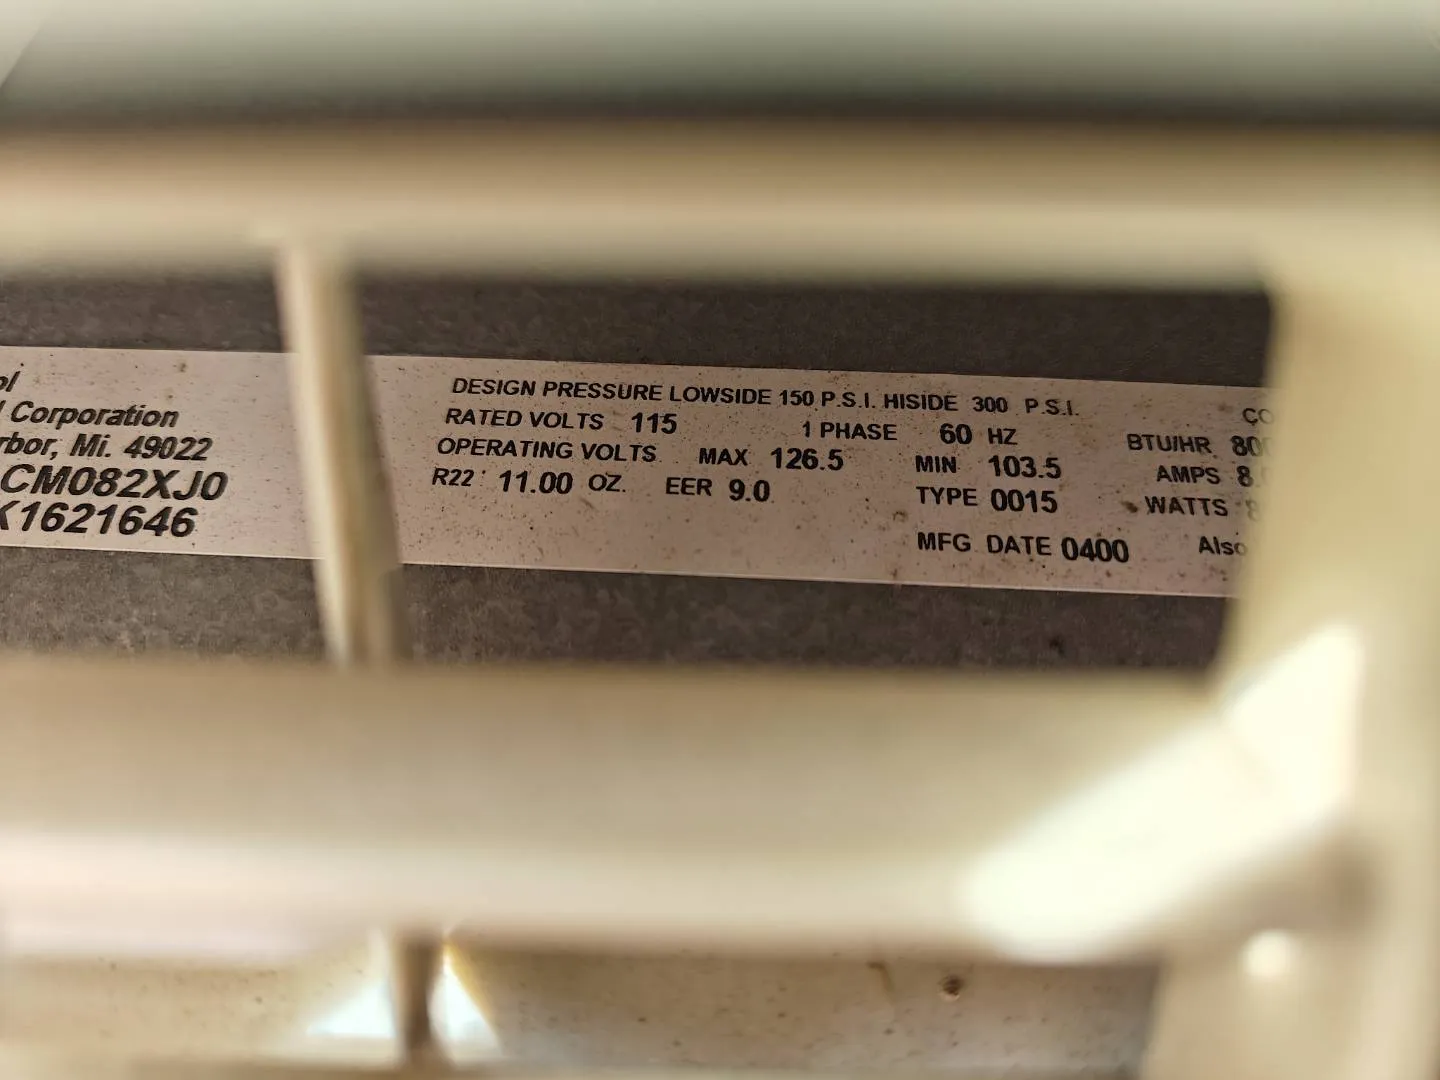 Corporation
Mi. 49022
CM082XJ0
1621646
DESIGN PRESSURE LOWSIDE 150 P.S.I. HISIDE 300 P.S.I.
RATED VOLTS 115 1 PHASE 60 HZ
OPERATING VOLTS MAX 126.5 MIN 103.5
R22 11.00 OZ. EER 9.0 TYPE 0015
MFG DATE 0400
BTU/HR
AMPS
WATTS
Also